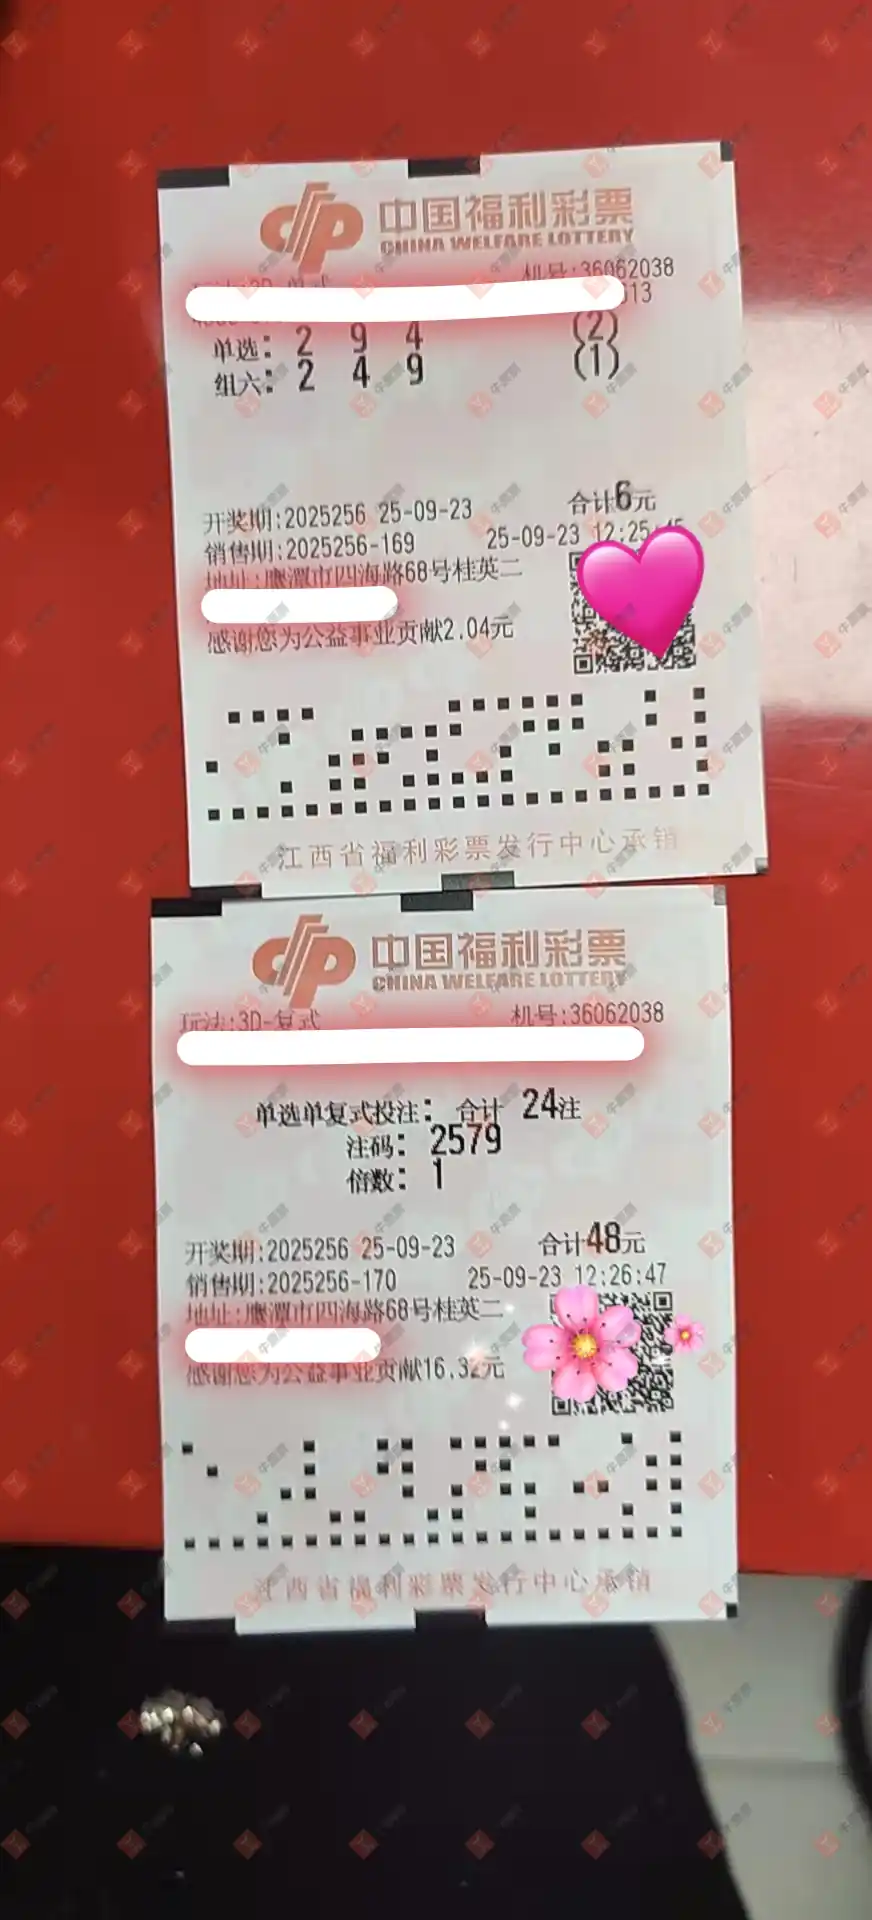 中国福利彩票
CHINA WELFARE LOTTERY
机号:36062038
013
单选: 2 9 4 (2)
组六: 2 4 9 (1)
开奖期:2025256 25-09-23 合计6元
销售期:2025256-169 25-09-23 12:25:45
地址:鹰潭市四海路68号桂英二
感谢您为公益事业贡献2.04元
江西省福利彩票发行中心承销
中国福利彩票
CHINA WELFARE LOTTERY
玩法:3D-复式 机号:36062038
单选单复式投注: 合计 24注
注码: 2579
倍数: 1
开奖期:2025256 25-09-23 合计48元
销售期:2025256-170 25-09-23 12:26:47
地址:鹰潭市四海路68号桂英二
感谢您为公益事业贡献16.32元
江西省福利彩票发行中心承销